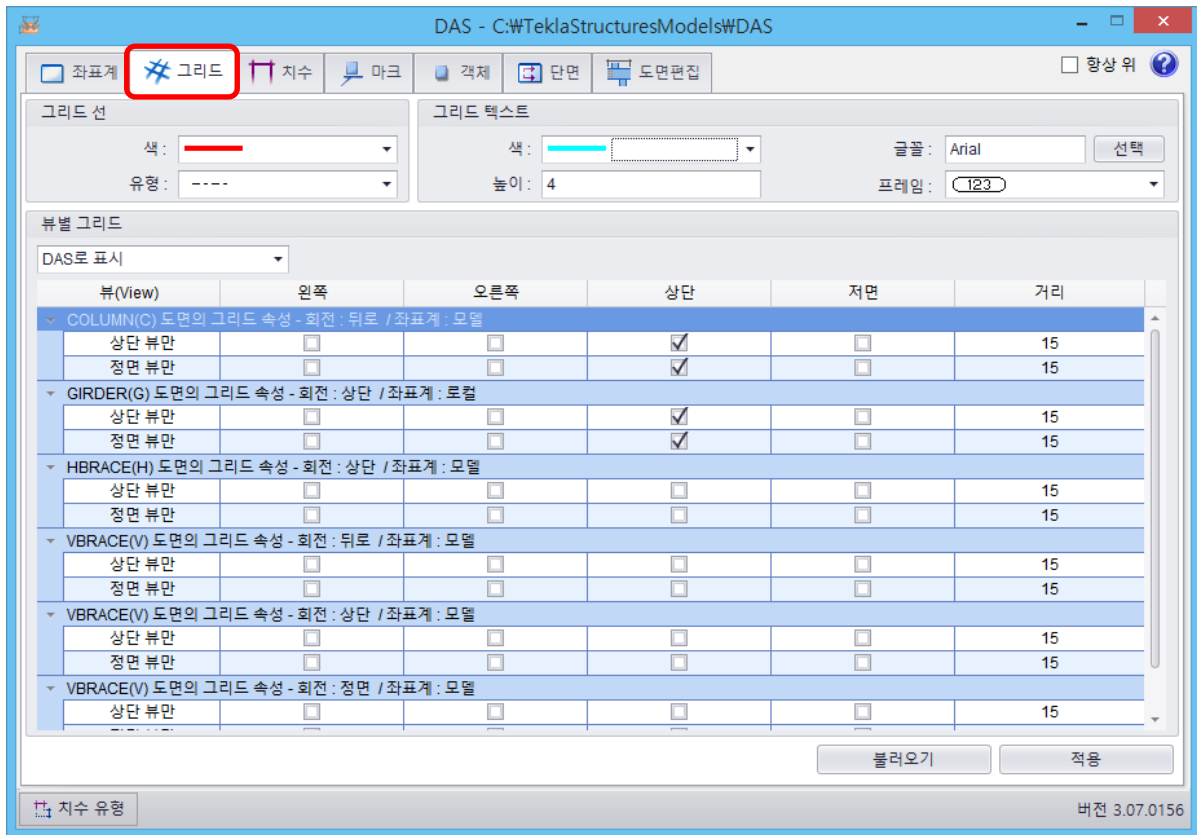 DAS - C:₩TeklaStructuresModels₩DAS
좌표계 그리드 치수 마크 객체 단면 도면편집 항상 위
그리드 선 그리드 텍스트
색 : 색 : 글꼴 : Arial 선택
유형 : 높이 : 4 프레임 : 123
뷰별 그리드
DAS로 표시
뷰(View) 왼쪽 오른쪽 상단 저면 거리
COLUMN(C) 도면의 그리드 속성 - 회전 : 뒤로 / 좌표계 : 모델
상단 뷰만 15
정면 뷰만 15
GIRDER(G) 도면의 그리드 속성 - 회전 : 상단 / 좌표계 : 로컬
상단 뷰만 15
정면 뷰만 15
HBRACE(H) 도면의 그리드 속성 - 회전 : 상단 / 좌표계 : 모델
상단 뷰만 15
정면 뷰만 15
VBRACE(V) 도면의 그리드 속성 - 회전 : 뒤로 / 좌표계 : 모델
상단 뷰만 15
정면 뷰만 15
VBRACE(V) 도면의 그리드 속성 - 회전 : 상단 / 좌표계 : 모델
상단 뷰만 15
정면 뷰만 15
VBRACE(V) 도면의 그리드 속성 - 회전 : 정면 / 좌표계 : 모델
상단 뷰만 15
불러오기 적용
치수 유형 버전 3.07.0156